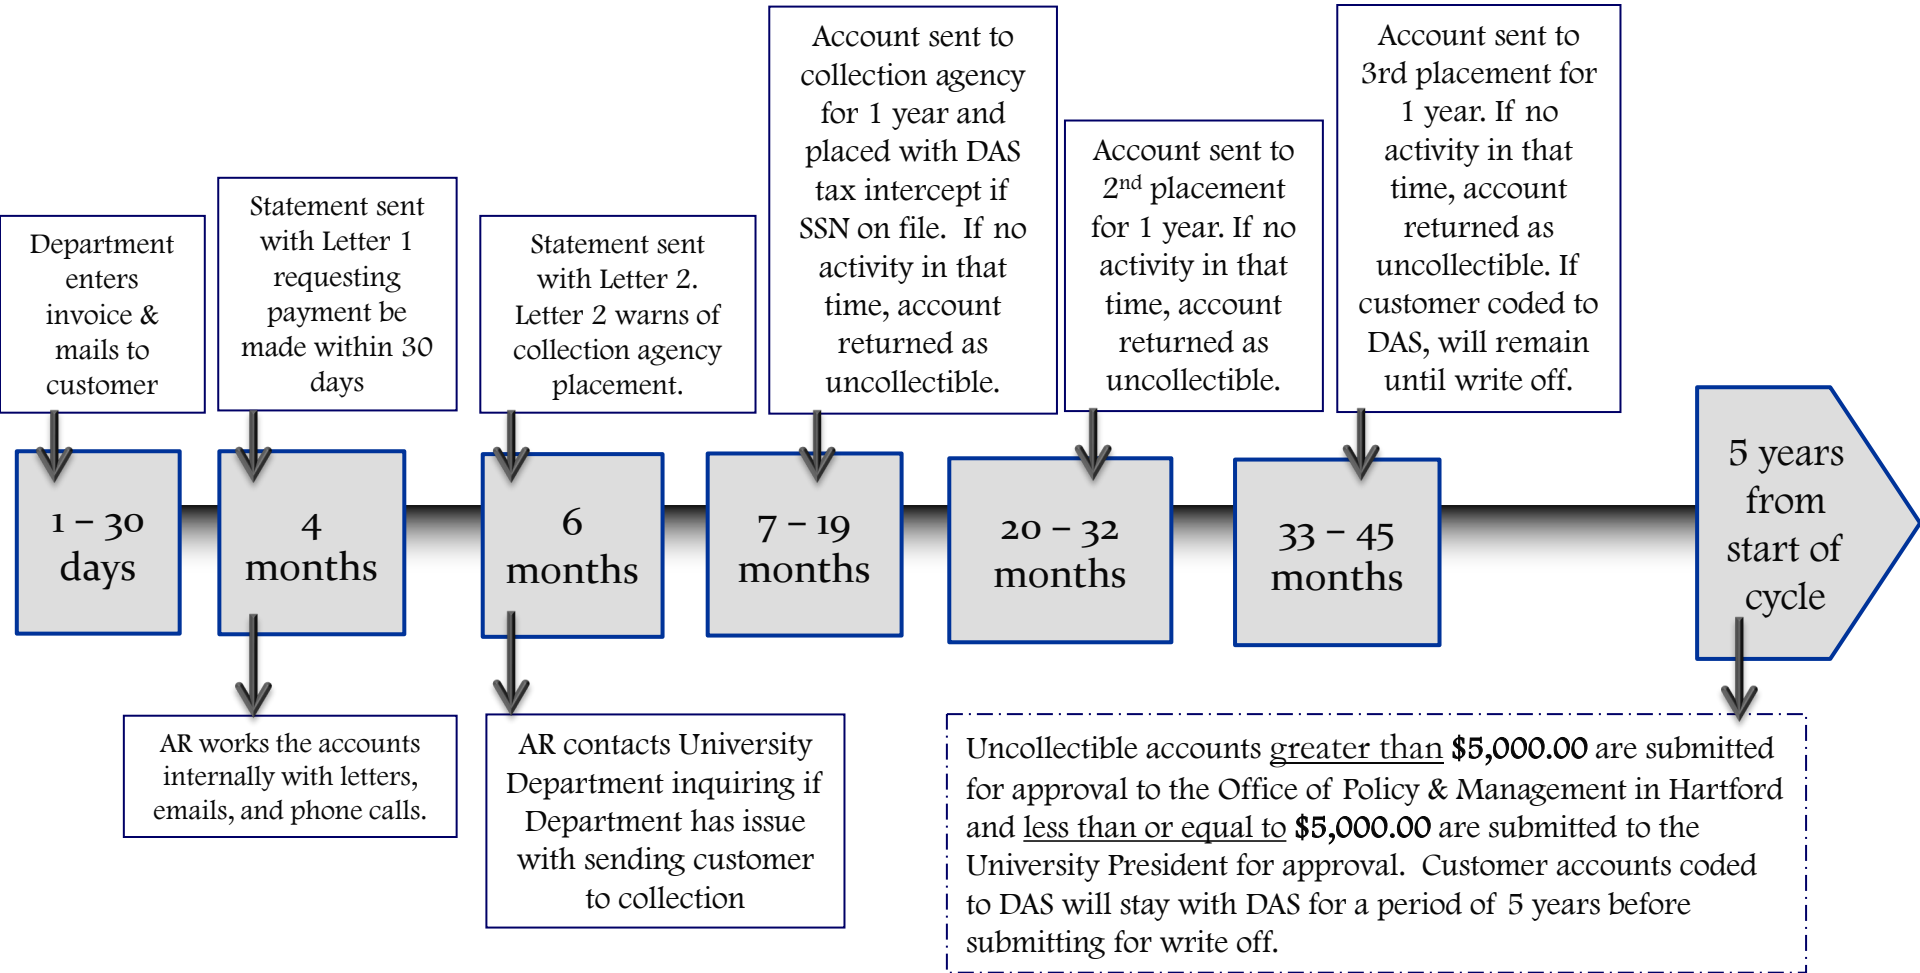 Department
enters
invoice &
mails to
customer
Statement sent
with Letter 1
requesting
payment be
made within 30
days
Statement sent
with Letter 2.
Letter 2 warns of
collection agency
placement.
Account sent to
collection agency
for 1 year and
placed with DAS
tax intercept if
SSN on file. If no
activity in that
time, account
returned as
uncollectible.
Account sent to
2nd placement
for 1 year. If no
activity in that
time, account
returned as
uncollectible.
Account sent to
3rd placement for
1 year. If no
activity in that
time, account
returned as
uncollectible. If
customer coded to
DAS, will remain
until write off.
1 – 30
days
4
months
6
months
7 – 19
months
20 – 32
months
33 – 45
months
5 years
from
start of
cycle
AR works the accounts
internally with letters,
emails, and phone calls.
AR contacts University
Department inquiring if
Department has issue
with sending customer
to collection
Uncollectible accounts greater than $5,000.00 are submitted
for approval to the Office of Policy & Management in Hartford
and less than or equal to $5,000.00 are submitted to the
University President for approval. Customer accounts coded
to DAS will stay with DAS for a period of 5 years before
submitting for write off.